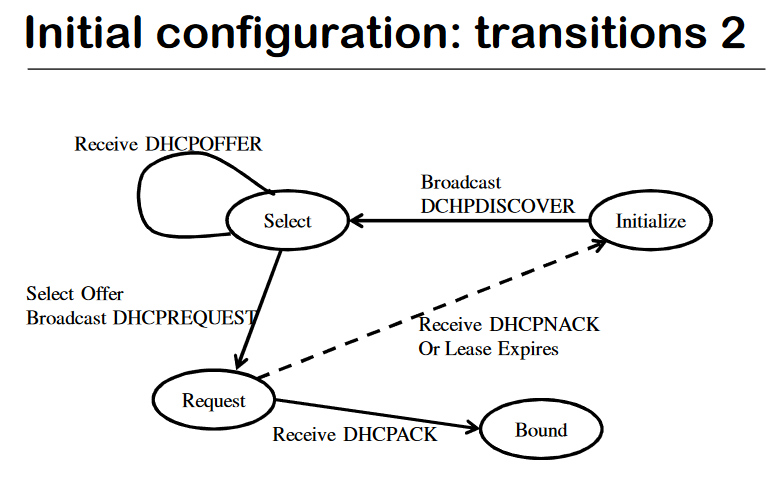 Initial configuration: transitions 2
Receive DHCPOFFER
Broadcast
DCHPDISCOVER
Select
Initialize
Select Offer
Broadcast DHCPREQUEST
Receive DHCPNACK
Or Lease Expires
Request
Receive DHCPACK
Bound